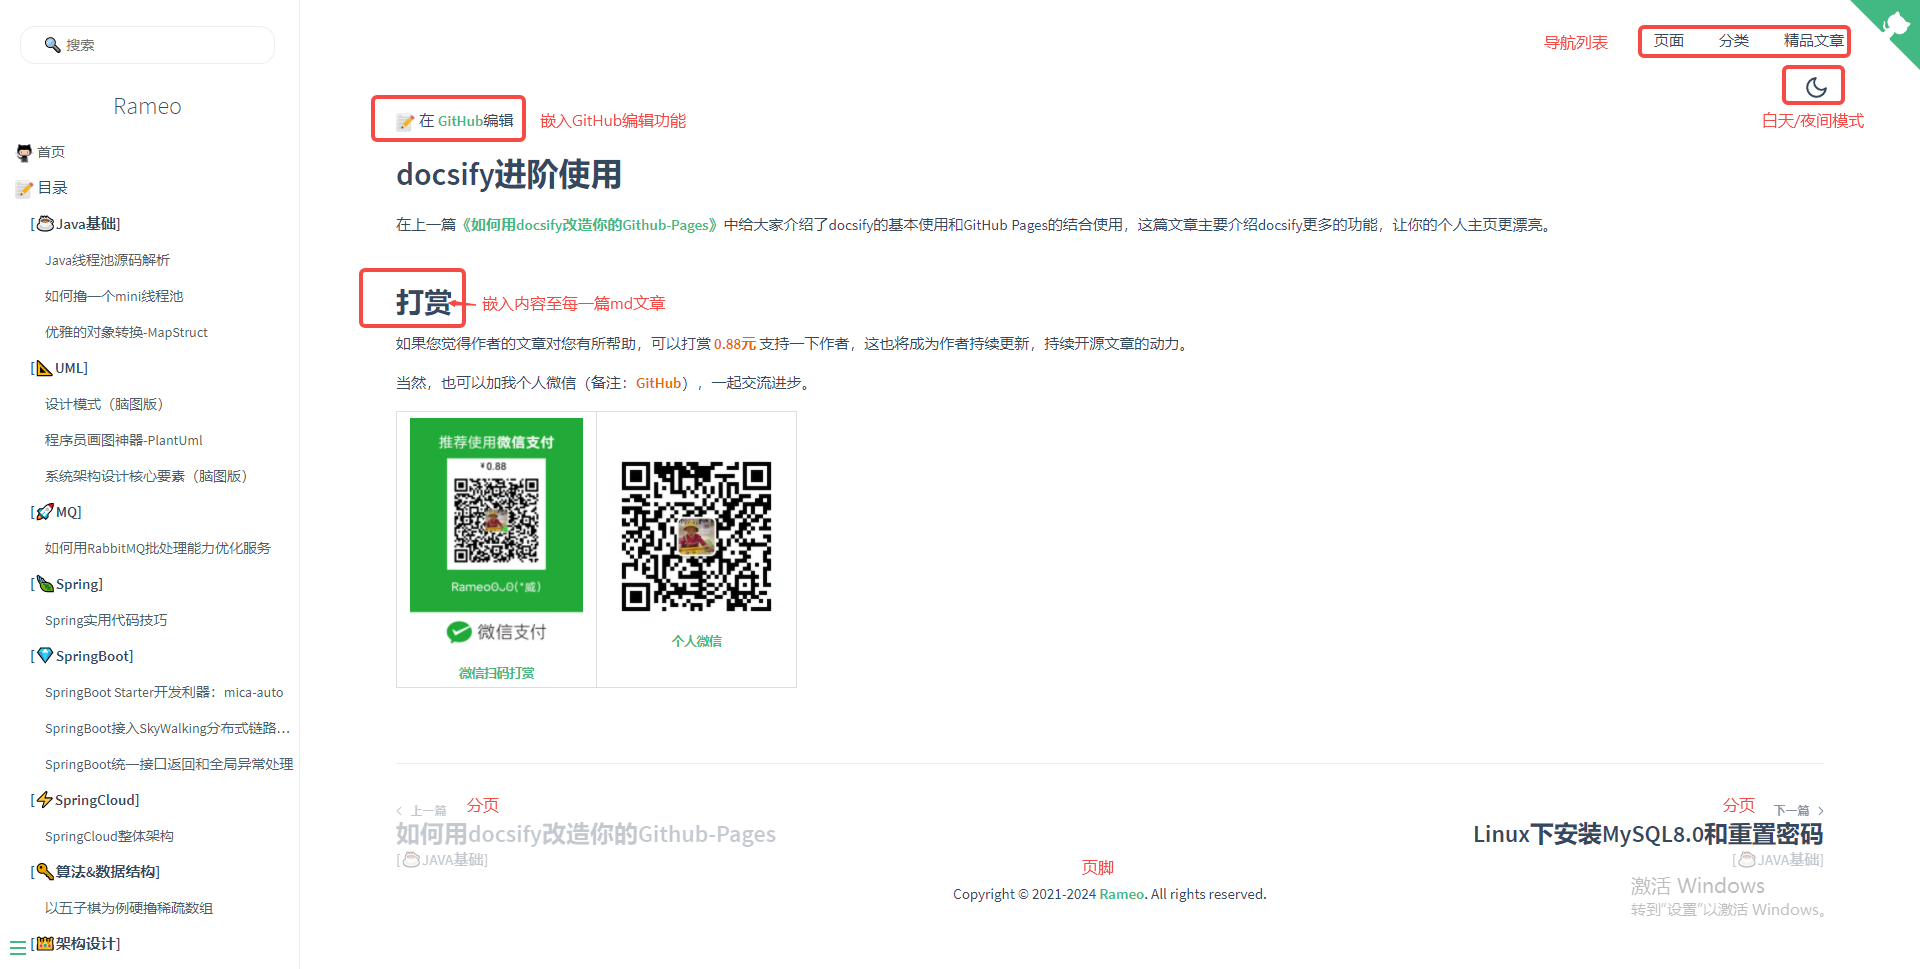 搜索
Rameo
首页
目录
[Java基础]
Java线程池源码解析
如何撸一个mini线程池
优雅的对象转换-MapStruct
[UML]
设计模式（脑图版）
程序员画图神器-PlantUml
系统架构设计核心要素（脑图版）
[MQ]
如何用RabbitMQ批处理能力优化服务
[Spring]
Spring实用代码技巧
[SpringBoot]
SpringBoot Starter开发利器：mica-auto
SpringBoot接入SkyWalking分布式链路...
SpringBoot统一接口返回和全局异常处理
[SpringCloud]
SpringCloud整体架构
[算法&数据结构]
以五子棋为例硬撸稀疏数组
[架构设计]
导航列表 页面 分类 精品文章
白天/夜间模式
在 GitHub编辑 嵌入GitHub编辑功能
docsify进阶使用
在上一篇《如何用docsify改造你的Github-Pages》中给大家介绍了docsify的基本使用和GitHub Pages的结合使用，这篇文章主要介绍docsify更多的功能，让你的个人主页更漂亮。
打赏 嵌入内容至每一篇md文章
如果您觉得作者的文章对您有所帮助，可以打赏 0.88元 支持一下作者，这也将成为作者持续更新，持续开源文章的动力。
当然，也可以加我个人微信（备注：GitHub），一起交流进步。
推荐使用微信支付
¥0.88
Rameoʘᴗʘ(*威)
微信支付
微信扫码打赏
个人微信
上一篇 分页
如何用docsify改造你的Github-Pages
[JAVA基础]
分页 下一篇
Linux下安装MySQL8.0和重置密码
[JAVA基础]
页脚
Copyright © 2021-2024 Rameo. All rights reserved.
激活 Windows
转到“设置”以激活 Windows。